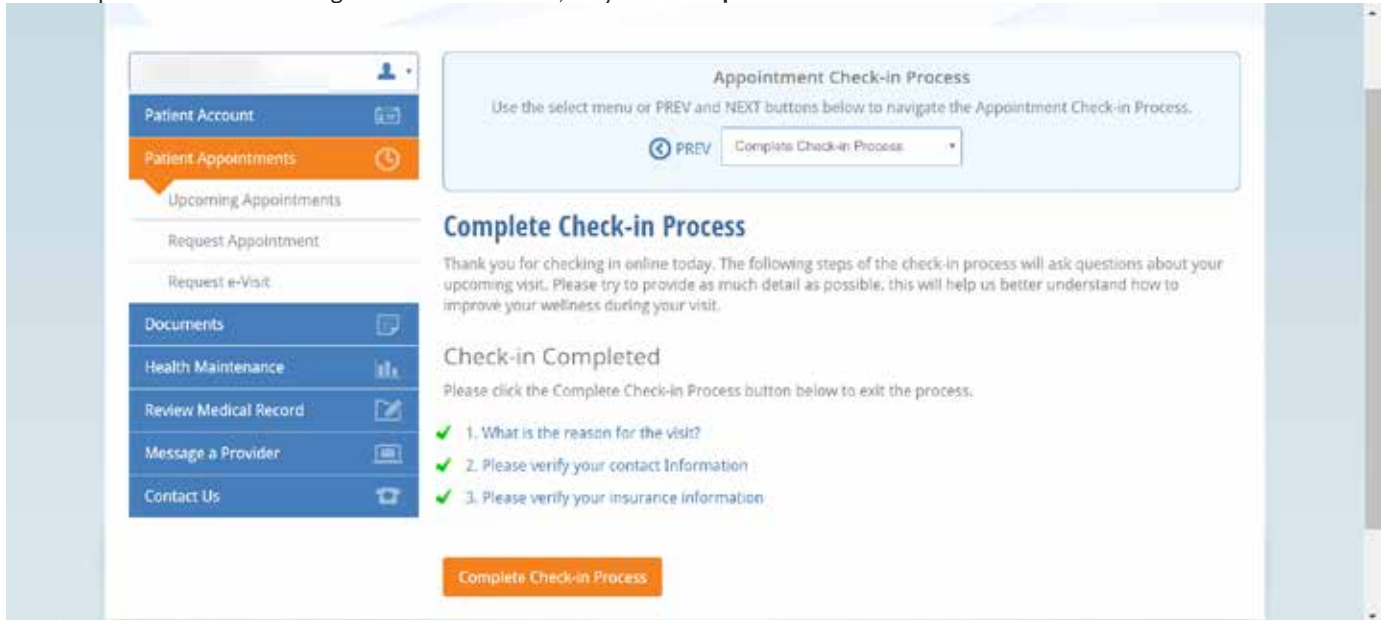 Appointment Check-in Process
Use the select menu or PREV and NEXT buttons below to navigate the Appointment Check-in Process.
PREV Complete Check-in Process
Patient Account
Patient Appointments
Upcoming Appointments
Request Appointment
Request e-Visit
Documents
Health Maintenance
Review Medical Record
Message a Provider
Contact Us
Complete Check-in Process
Thank you for checking in online today. The following steps of the check-in process will ask questions about your
upcoming visit. Please try to provide as much detail as possible, this will help us better understand how to
improve your wellness during your visit.
Check-in Completed
Please click the Complete Check-in Process button below to exit the process.
1. What is the reason for the visit?
2. Please verify your contact Information
3. Please verify your insurance information
Complete Check-in Process